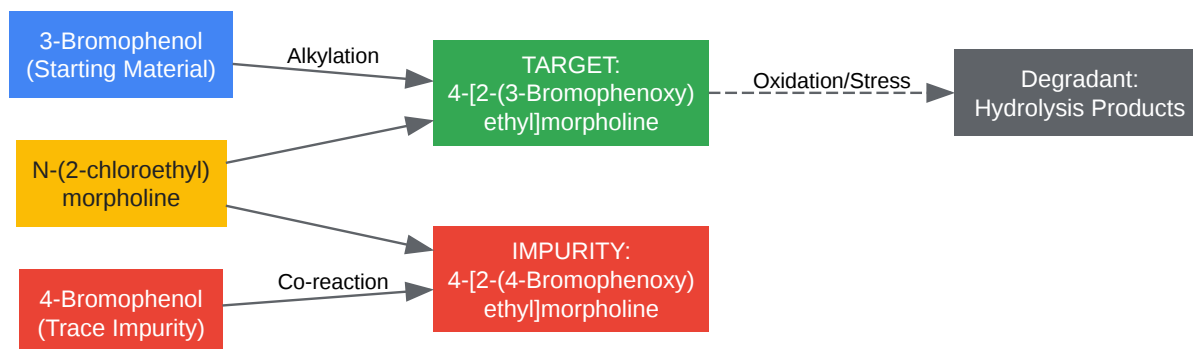 3-Bromophenol
(Starting Material)
Alkylation
TARGET:
4-[2-(3-Bromophenoxy)
ethyl]morpholine
Oxidation/Stress
Degradant:
Hydrolysis Products
N-(2-chloroethyl)
morpholine
4-Bromophenol
(Trace Impurity)
Co-reaction
IMPURITY:
4-[2-(4-Bromophenoxy)
ethyl]morpholine